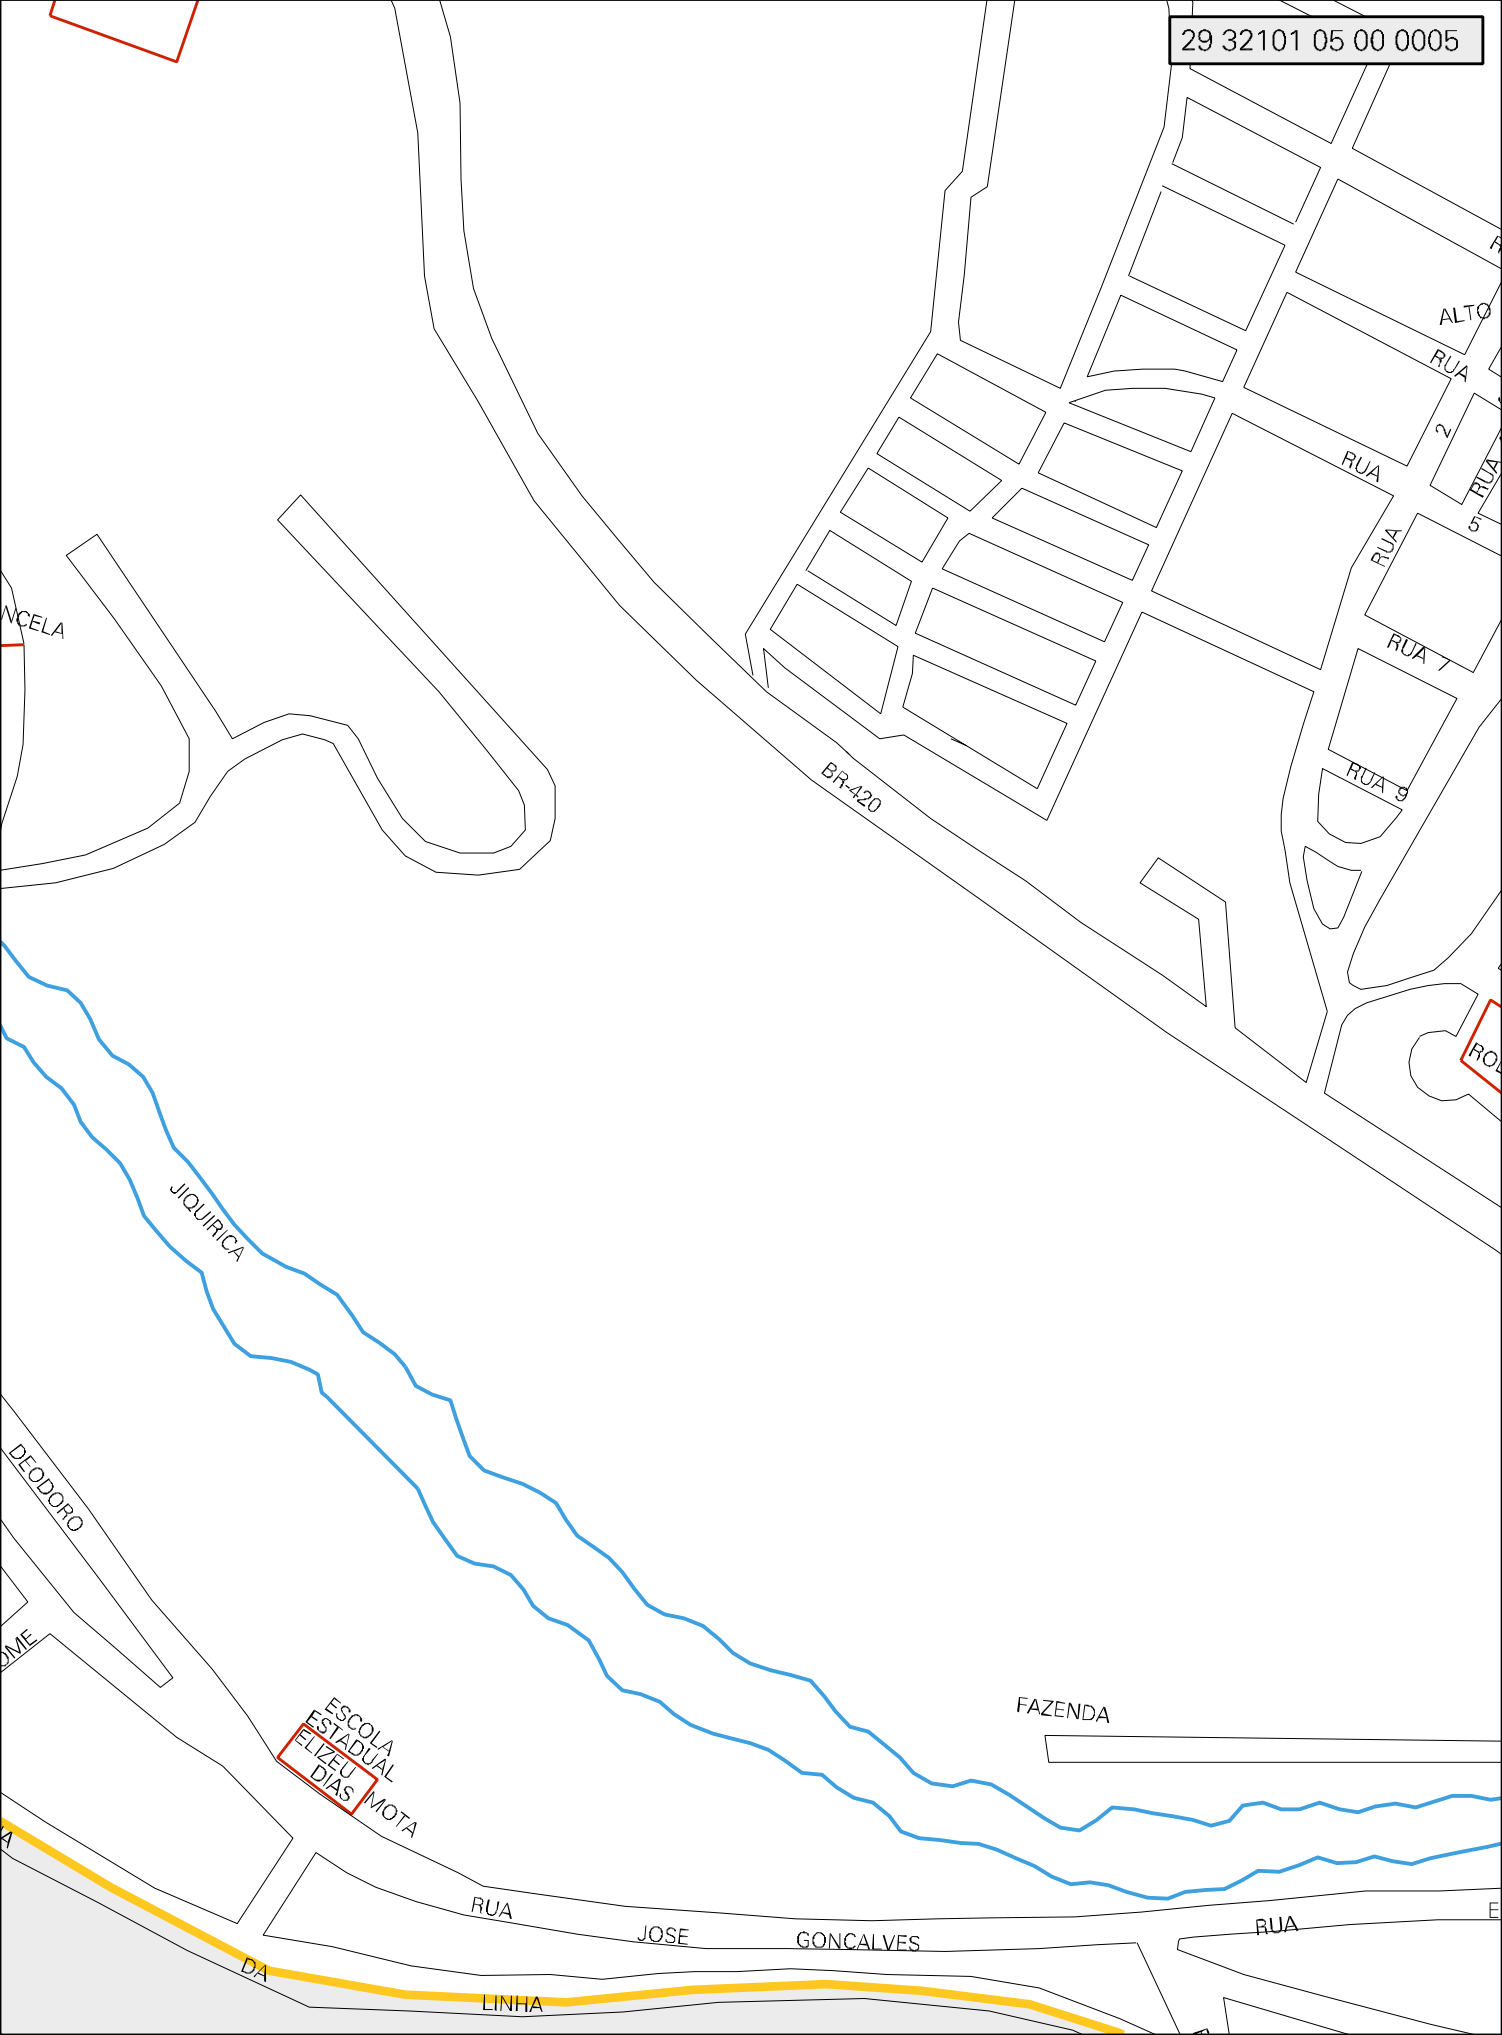 29 32101 05 00 0005
ALTO
RUA
2
RUA
RUA
5
RUA
NCELA
RUA 7
BR-420
RUA 9
JIQUIRICA
DEODORO
OME
ESCOLA
ESTADUAL
ELIZEU
DIAS
MOTA
FAZENDA
RUA
JOSE
GONCALVES
RUA
E
DA
LINHA